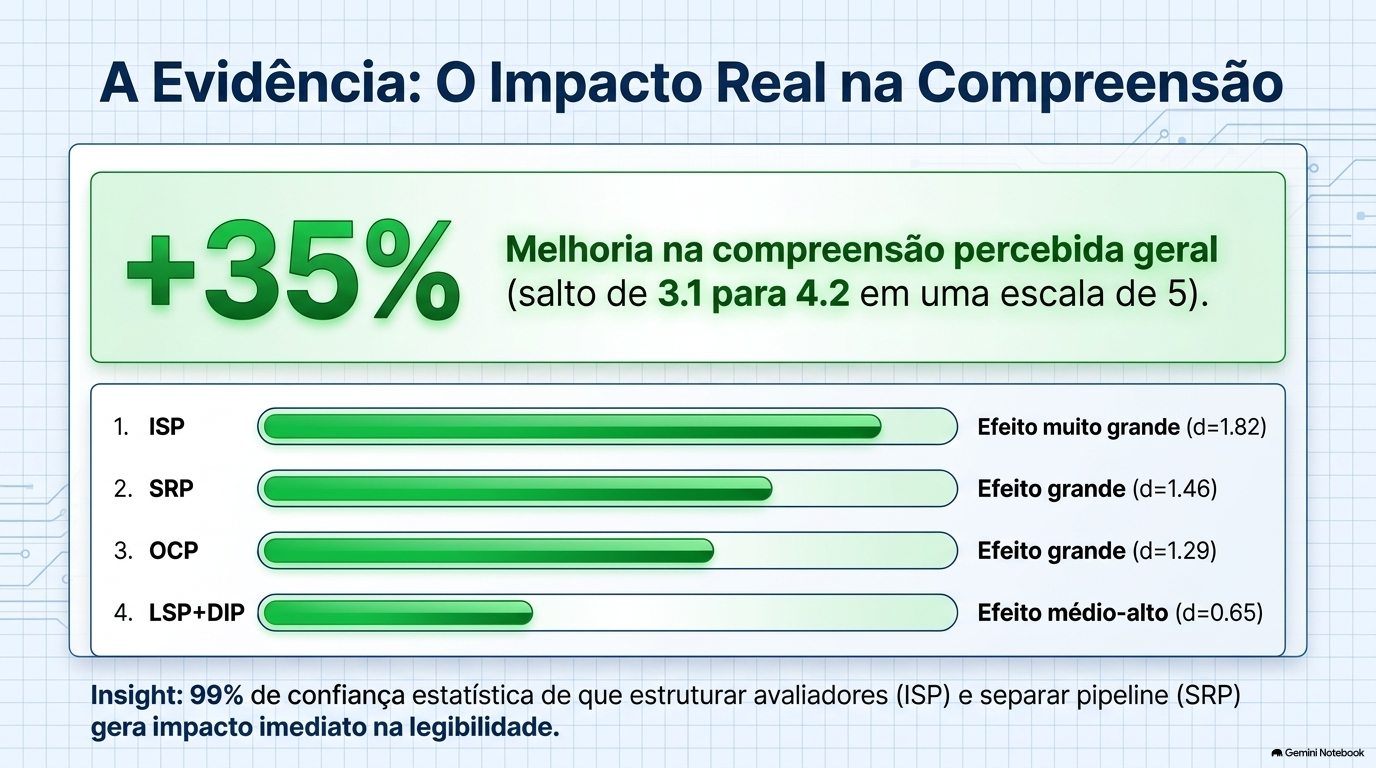 A Evidência: O Impacto Real na Compreensão
+35%
Melhoria na compreensão percebida geral
(salto de 3.1 para 4.2 em uma escala de 5).
1. ISP Efeito muito grande (d=1.82)
2. SRP Efeito grande (d=1.46)
3. OCP Efeito grande (d=1.29)
4. LSP+DIP Efeito médio-alto (d=0.65)
Insight: 99% de confiança estatística de que estruturar avaliadores (ISP) e separar pipeline (SRP)
gera impacto imediato na legibilidade.
Gemini Notebook